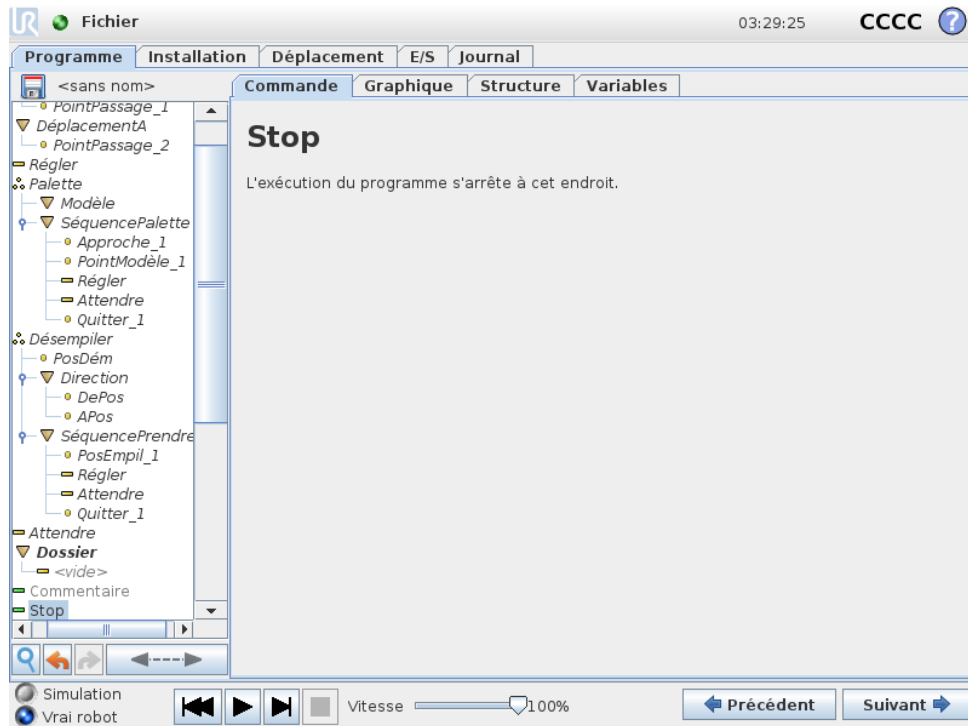 UR Fichier 03:29:25 CCCC ?
Programme Installation Déplacement E/S Journal
<sans nom> Commande Graphique Structure Variables
PointPassage_1
DéplacementA
PointPassage_2
Régler
Palette
Modèle
SéquencePalette
Approche_1
PointModèle_1
Régler
Attendre
Quitter_1
Désempiler
PosDém
Direction
DePos
APos
SéquencePrendre
PosEmpil_1
Régler
Attendre
Quitter_1
Attendre
Dossier
<vide>
Commentaire
Stop
Stop
L'exécution du programme s'arrête à cet endroit.
Simulation
Vrai robot
Vitesse 100%
Précédent Suivant